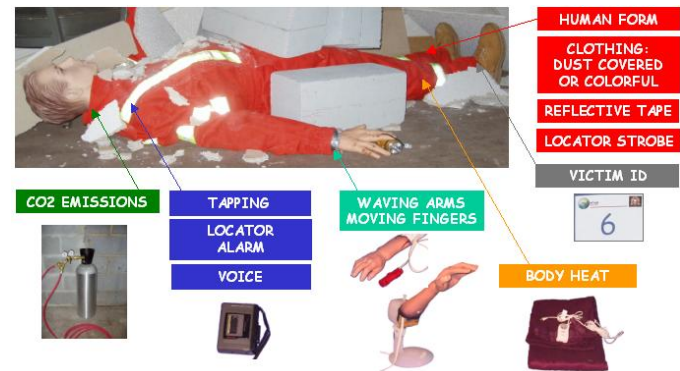 HUMAN FORM
CLOTHING:
DUST COVERED
OR COLORFUL
REFLECTIVE TAPE
LOCATOR STROBE
VICTIM ID
CO2 EMISSIONS
TAPPING
LOCATOR
ALARM
VOICE
WAVING ARMS
MOVING FINGERS
6
BODY HEAT